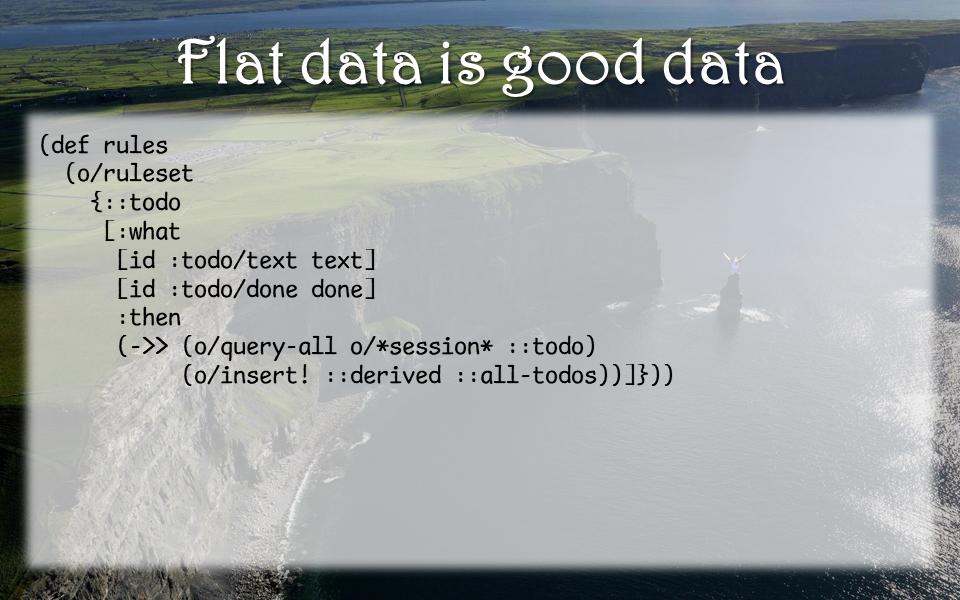 Flat data is good data
(def rules
  (o/ruleset
    {::todo
     [:what
      [id :todo/text text]
      [id :todo/done done]
      :then
      (->> (o/query-all o/*session* ::todo)
           (o/insert! ::derived ::all-todos))]}))